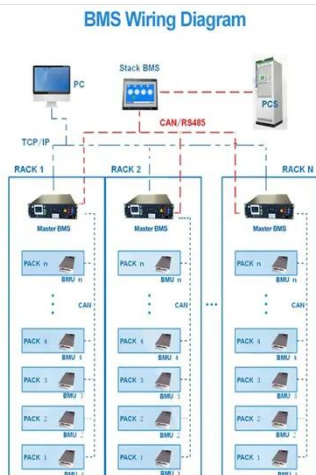 BMS Wiring Diagram
PC
Stack BMS
PCS
CAN/RS485
TCP/IP
RACK 1
RACK 2
RACK N
Master BMS
Master BMS
Master BMS
PACK n
BMU n
PACK n
BMU n
PACK n
BMU n
CAN
CAN
...
CAN
PACK 4
BMU 4
PACK 4
BMU 4
PACK 4
BMU 4
PACK 3
BMU 3
PACK 3
BMU 3
PACK 3
BMU 3
PACK 2
BMU 2
PACK 2
BMU 2
PACK 2
BMU 2
PACK 1
PACK 1
PACK 1